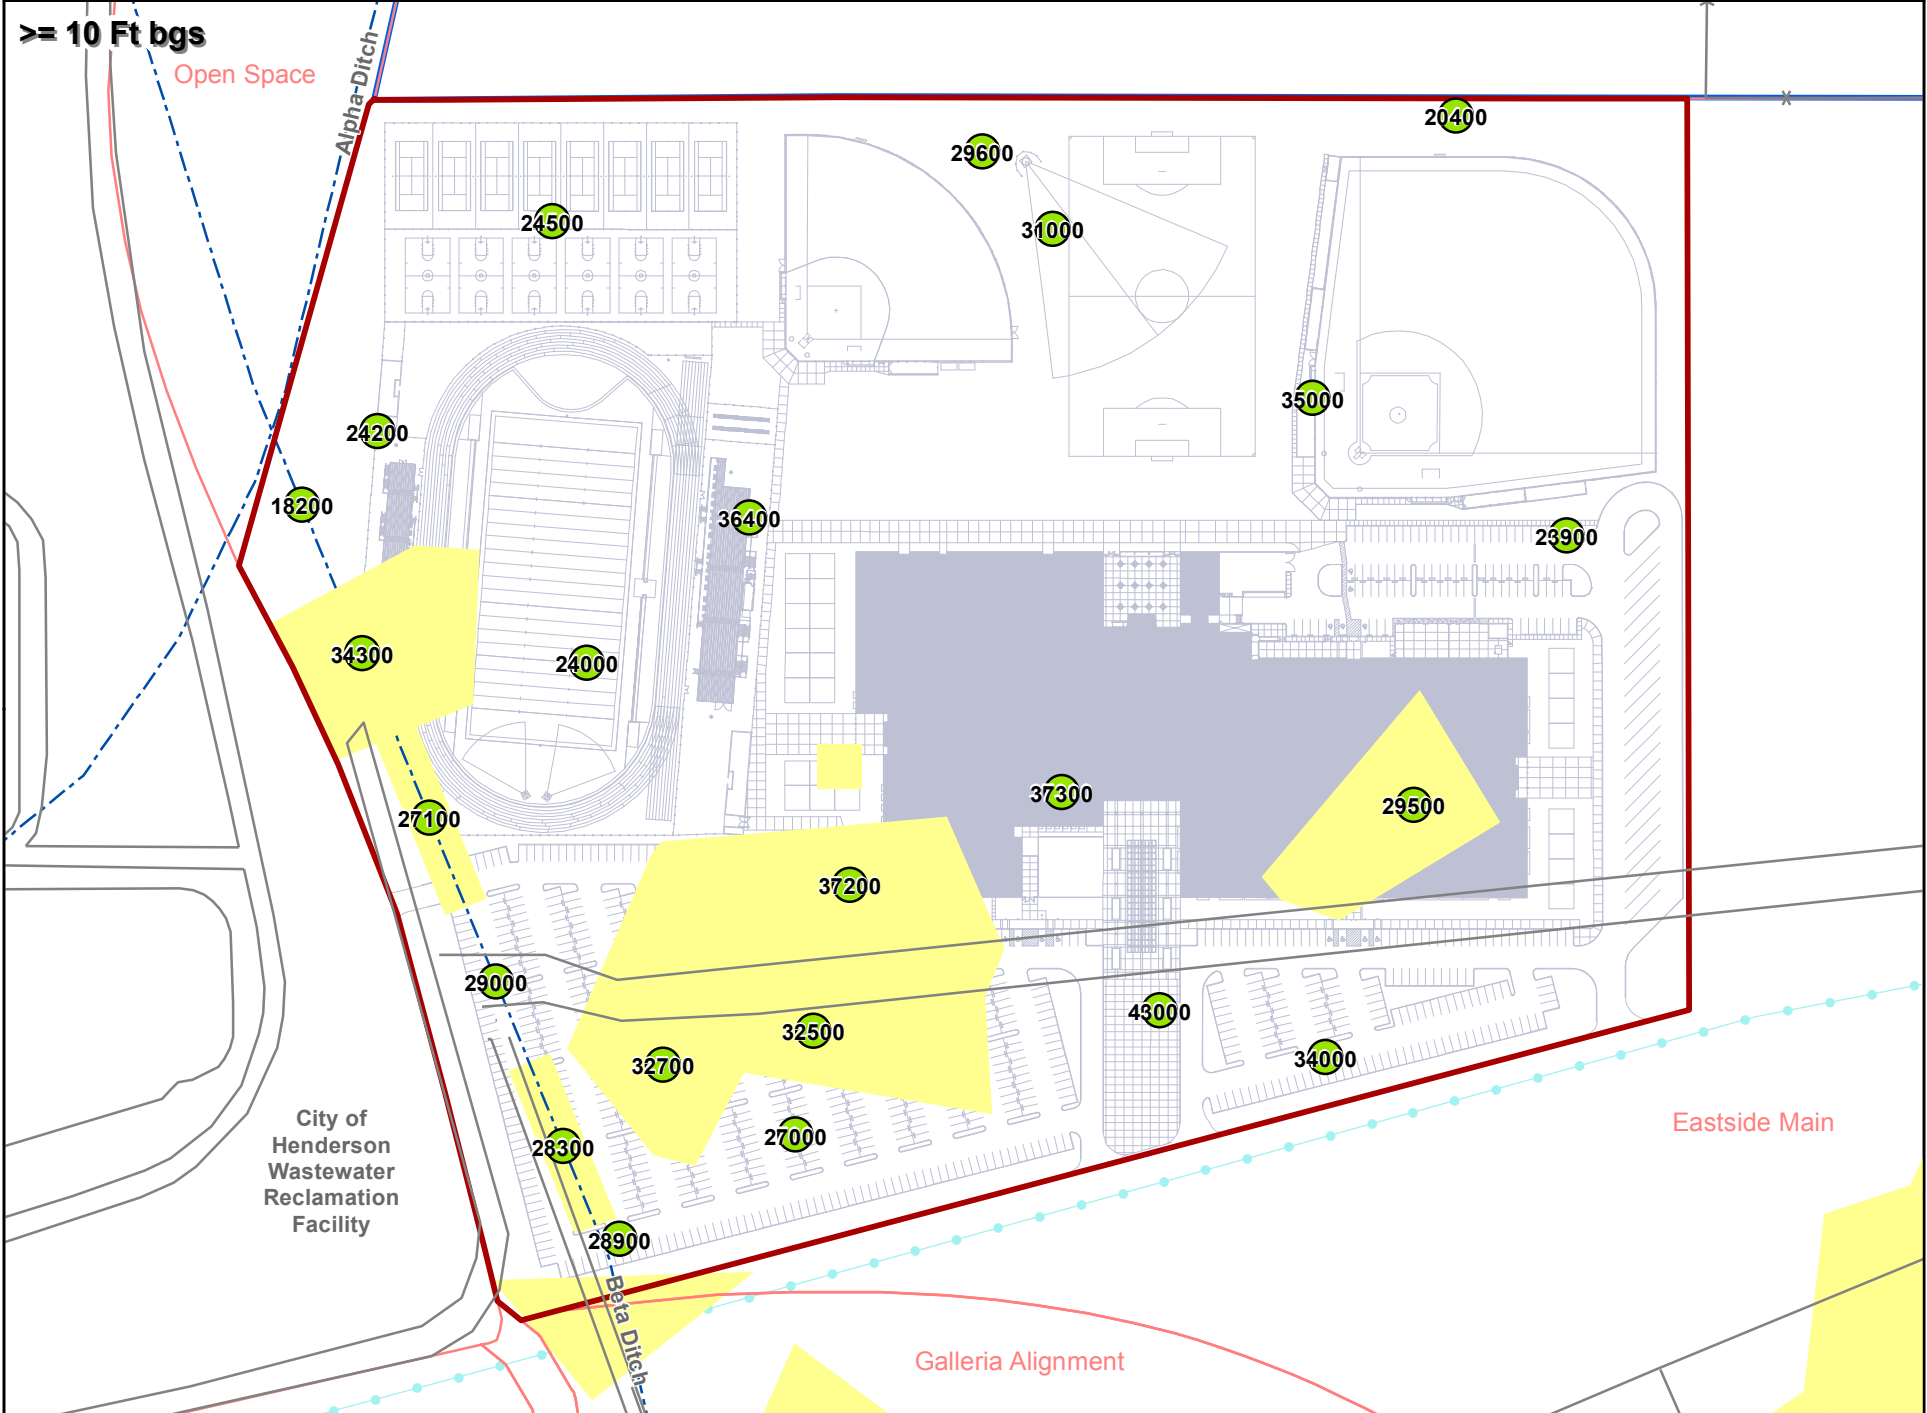 >= 10 Ft bgs
Open Space
Alpha Ditch
20400
29600
24500
31000
35000
24200
18200
36400
23900
34300
24000
37300
29500
27100
37200
29000
43000
32500
34000
32700
City of
Henderson
Wastewater
Reclamation
Facility
Eastside Main
27000
28300
28900
Beta Ditch
Galleria Alignment